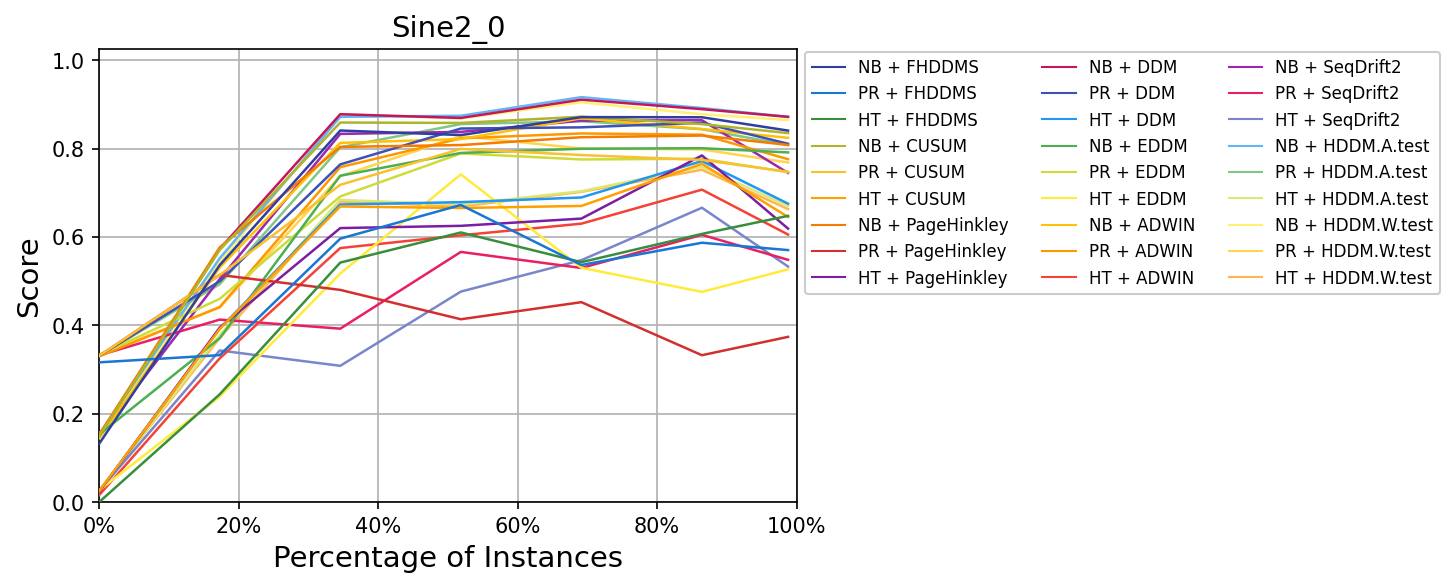 Sine2_0
Score
1.0
0.8
0.6
0.4
0.2
0.0
0%
20%
40%
60%
80%
100%
Percentage of Instances
NB + FHDDMS
PR + FHDDMS
HT + FHDDMS
NB + CUSUM
PR + CUSUM
HT + CUSUM
NB + PageHinkley
PR + PageHinkley
HT + PageHinkley
NB + DDM
PR + DDM
HT + DDM
NB + EDDM
PR + EDDM
HT + EDDM
NB + ADWIN
PR + ADWIN
HT + ADWIN
NB + SeqDrift2
PR + SeqDrift2
HT + SeqDrift2
NB + HDDM.A.test
PR + HDDM.A.test
HT + HDDM.A.test
NB + HDDM.W.test
PR + HDDM.W.test
HT + HDDM.W.test